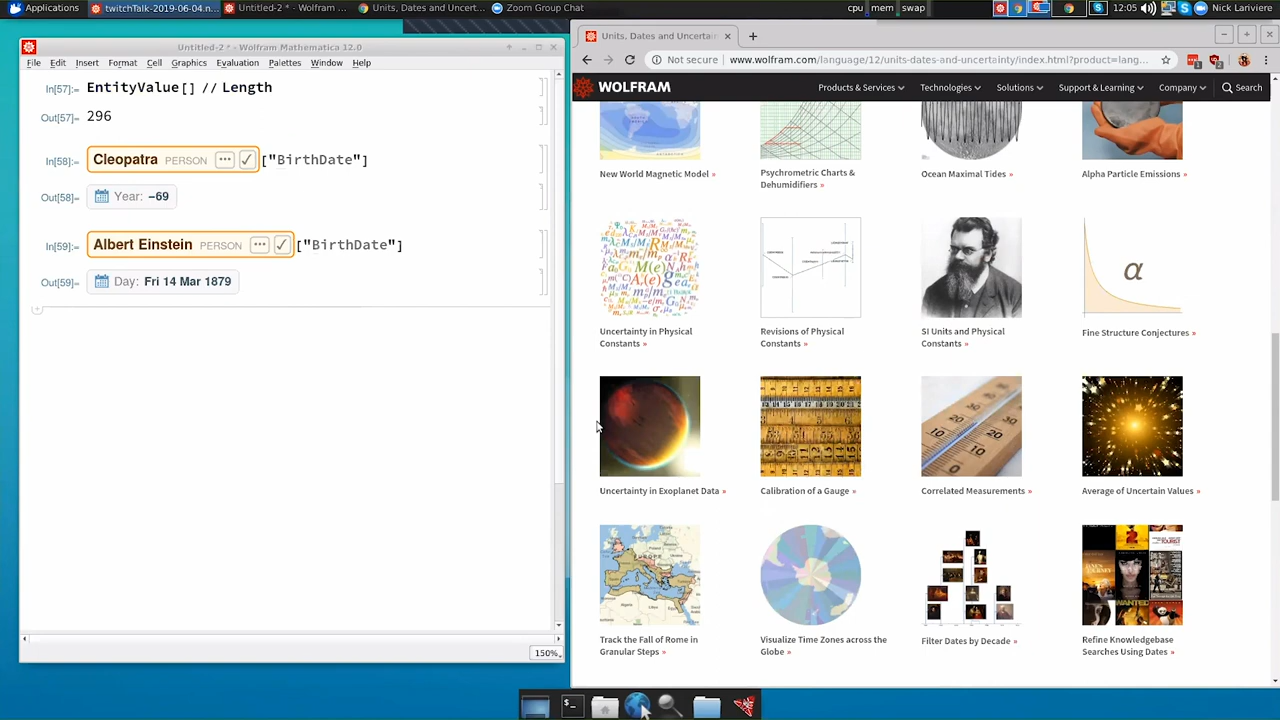 Applications
twitchTalk-2019-06-04.n...
Untitled-2 * - Wolfram ...
Units, Dates and Uncert...
Zoom Group Chat
cpu
mem
swap
12:05
Nick Lariviere
Untitled-2 * - Wolfram Mathematica 12.0
File Edit Insert Format Cell Graphics Evaluation Palettes Window Help
In[57]:= EntityValue[] // Length
Out[57]= 296
In[58]:= Cleopatra PERSON ["BirthDate"]
Out[58]= Year: −69
In[59]:= Albert Einstein PERSON ["BirthDate"]
Out[59]= Day: Fri 14 Mar 1879
150%
Units, Dates and Uncertain
Not secure www.wolfram.com/language/12/units-dates-and-uncertainty/index.html?product=lang...
WOLFRAM
Products & Services
Technologies
Solutions
Support & Learning
Company
Search
New World Magnetic Model »
Psychrometric Charts &
Dehumidifiers »
Ocean Maximal Tides »
Alpha Particle Emissions »
α
Uncertainty in Physical
Constants »
Revisions of Physical
Constants »
SI Units and Physical
Constants »
Fine Structure Conjectures »
Uncertainty in Exoplanet Data »
Calibration of a Gauge »
Correlated Measurements »
Average of Uncertain Values »
Track the Fall of Rome in
Granular Steps »
Visualize Time Zones across the
Globe »
Filter Dates by Decade »
Refine Knowledgebase
Searches Using Dates »